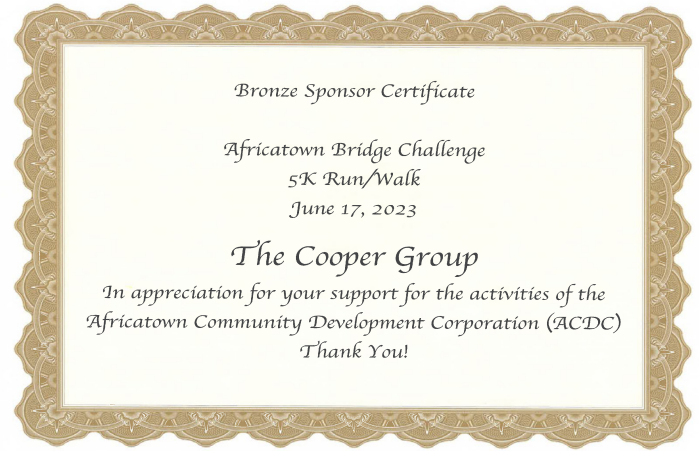 Bronze Sponsor Certificate
Africatown Bridge Challenge
5K Run/Walk
June 17, 2023
The Cooper Group
In appreciation for your support for the activities of the
Africatown Community Development Corporation (ACDC)
Thank You!